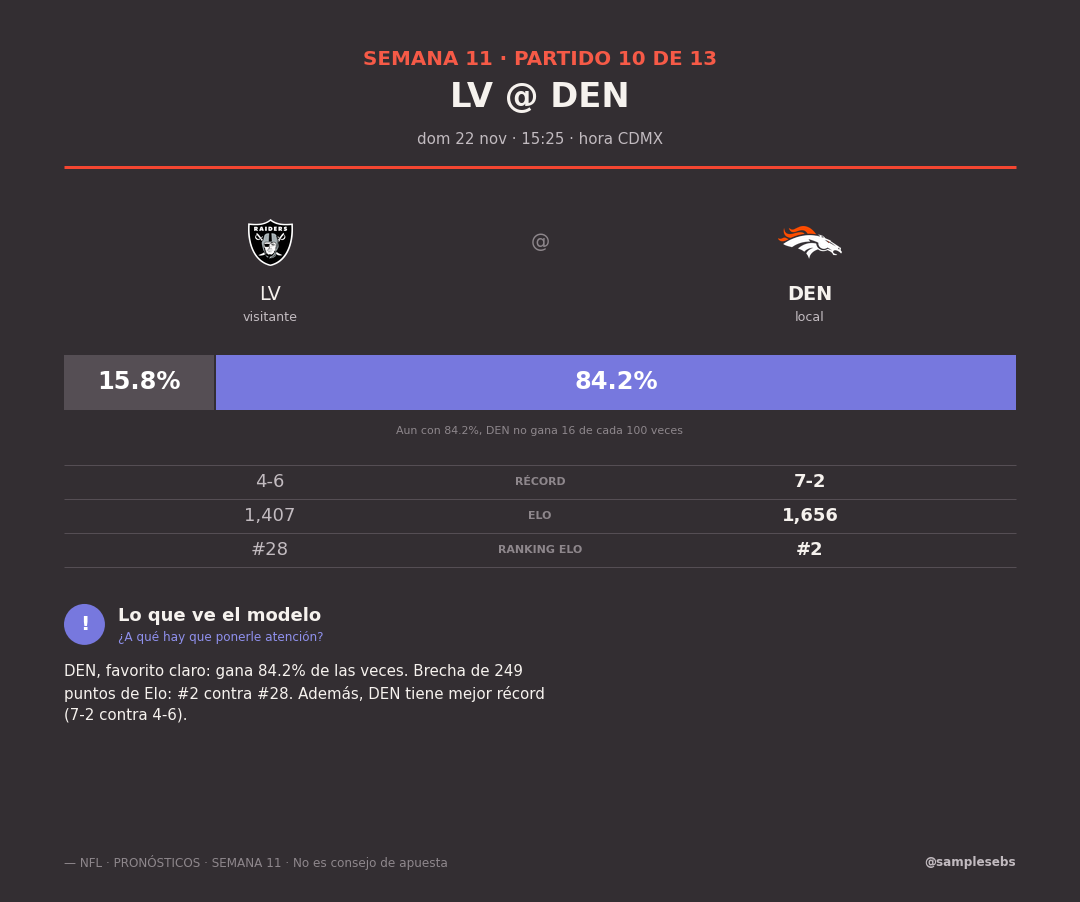 SEMANA 11 · PARTIDO 10 DE 13
LV @ DEN
dom 22 nov · 15:25 · hora CDMX
RAIDERS
@
LV
DEN
visitante
local
15.8%
84.2%
Aun con 84.2%, DEN no gana 16 de cada 100 veces
4-6
RÉCORD
7-2
1,407
ELO
1,656
#28
RANKING ELO
#2
!
Lo que ve el modelo
¿A qué hay que ponerle atención?
DEN, favorito claro: gana 84.2% de las veces. Brecha de 249
puntos de Elo: #2 contra #28. Además, DEN tiene mejor récord
(7-2 contra 4-6).
— NFL · PRONÓSTICOS · SEMANA 11 · No es consejo de apuesta
@samplesebs